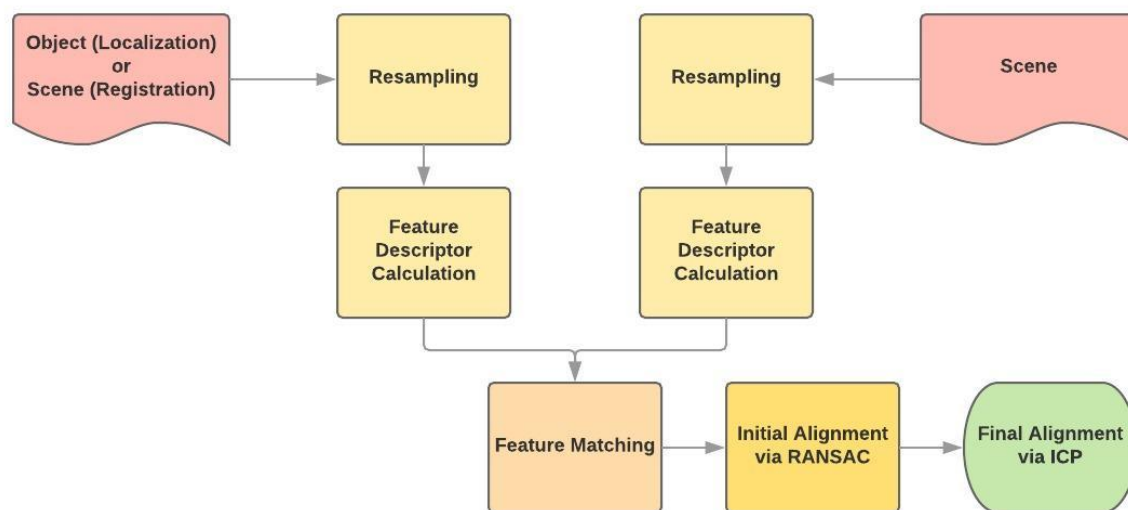 Object (Localization)
or
Scene (Registration)
Resampling
Resampling
Scene
Feature
Descriptor
Calculation
Feature
Descriptor
Calculation
Feature Matching
Initial Alignment
via RANSAC
Final Alignment
via ICP